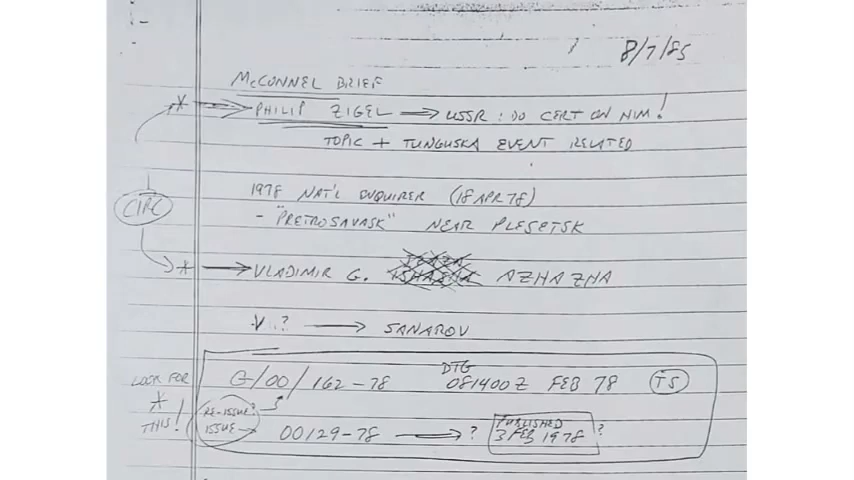 8/7/85
McCONNEL BRIEF
* PHILIP ZIGEL → USSR: DO CERT ON HIM!
TOPIC + TUNGUSKA EVENT RELATED
1978 NAT'L ENQUIRER (18 APR 78)
- "PRETROSAVASK" NEAR PLESETSK
CIRC
* → VLADIMIR G. AZHAZHA
V..? → SANAROV
LOOK FOR * THIS!
G/00/162-78 DTG 081400Z FEB 78 TS
RE-ISSUE?
ISSUE → 00129-78 → ? PUBLISHED 3 FEB 1978 ?